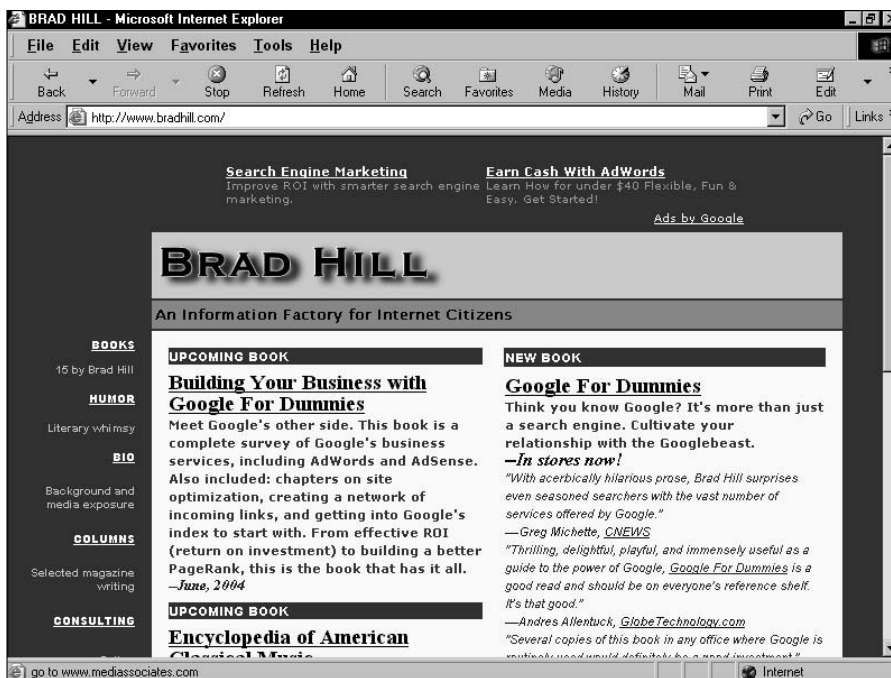 BRAD HILL - Microsoft Internet Explorer
File Edit View Favorites Tools Help
Back Forward Stop Refresh Home Search Favorites Media History Mail Print Edit
Address http://www.bradhill.com/ Go Links
Search Engine Marketing
Improve ROI with smarter search engine
marketing.
Earn Cash With AdWords
Learn How for under $40 Flexible, Fun &
Easy. Get Started!
Ads by Google
BRAD HILL
An Information Factory for Internet Citizens
BOOKS
15 by Brad Hill
HUMOR
Literary whimsy
BIO
Background and
media exposure
COLUMNS
Selected magazine
writing
CONSULTING
UPCOMING BOOK
Building Your Business with
Google For Dummies
Meet Google's other side. This book is a
complete survey of Google's business
services, including AdWords and AdSense.
Also included: chapters on site
optimization, creating a network of
incoming links, and getting into Google's
index to start with. From effective ROI
(return on investment) to building a better
PageRank, this is the book that has it all.
—June, 2004
UPCOMING BOOK
Encyclopedia of American
Classical Music
NEW BOOK
Google For Dummies
Think you know Google? It's more than just
a search engine. Cultivate your
relationship with the Googlebeast.
—In stores now!
"With acerbically hilarious prose, Brad Hill surprises
even seasoned searchers with the vast number of
services offered by Google."
—Greg Michette, CNEWS
"Thrilling, delightful, playful, and immensely useful as a
guide to the power of Google, Google For Dummies is a
good read and should be on everyone's reference shelf.
It's that good."
—Andres Allentuck, GlobeTechnology.com
"Several copies of this book in any office where Google is
routinely used would definitely be a good investment."
go to www.mediassociates.com
Internet